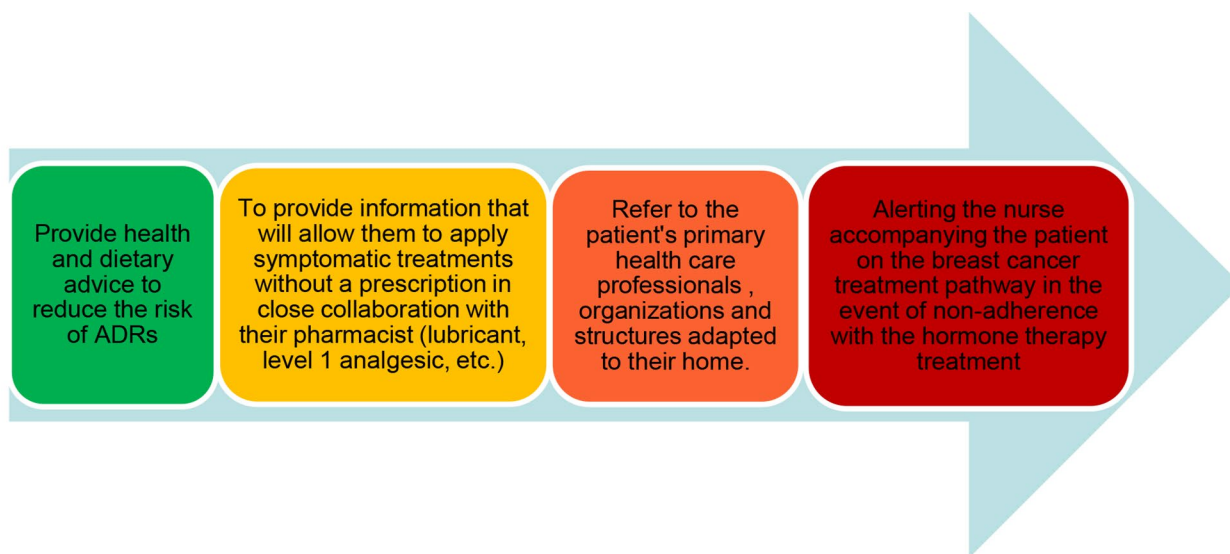 Provide health
and dietary
advice to
reduce the risk
of ADRs
To provide information that
will allow them to apply
symptomatic treatments
without a prescription in
close collaboration with
their pharmacist (lubricant,
level 1 analgesic, etc.)
Refer to the
patient's primary
health care
professionals ,
organizations and
structures adapted
to their home.
Alerting the nurse
accompanying the patient
on the breast cancer
treatment pathway in the
event of non-adherence
with the hormone therapy
treatment